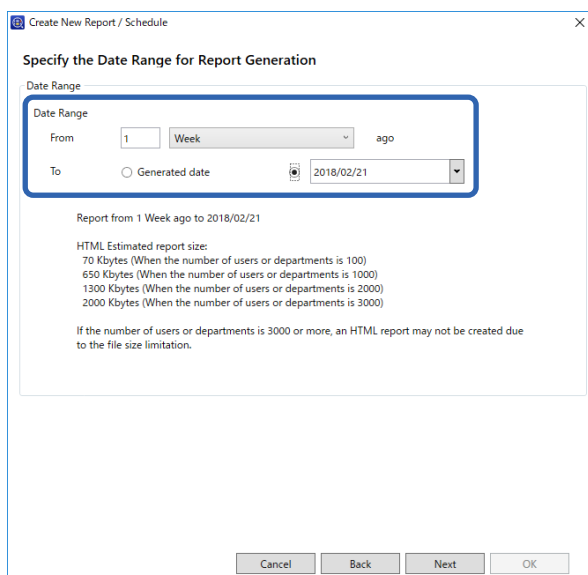 Create New Report / Schedule
Specify the Date Range for Report Generation
Date Range
Date Range
From 1 Week ago
To Generated date 2018/02/21
Report from 1 Week ago to 2018/02/21
HTML Estimated report size:
70 Kbytes (When the number of users or departments is 100)
650 Kbytes (When the number of users or departments is 1000)
1300 Kbytes (When the number of users or departments is 2000)
2000 Kbytes (When the number of users or departments is 3000)
If the number of users or departments is 3000 or more, an HTML report may not be created due
to the file size limitation.
Cancel Back Next OK